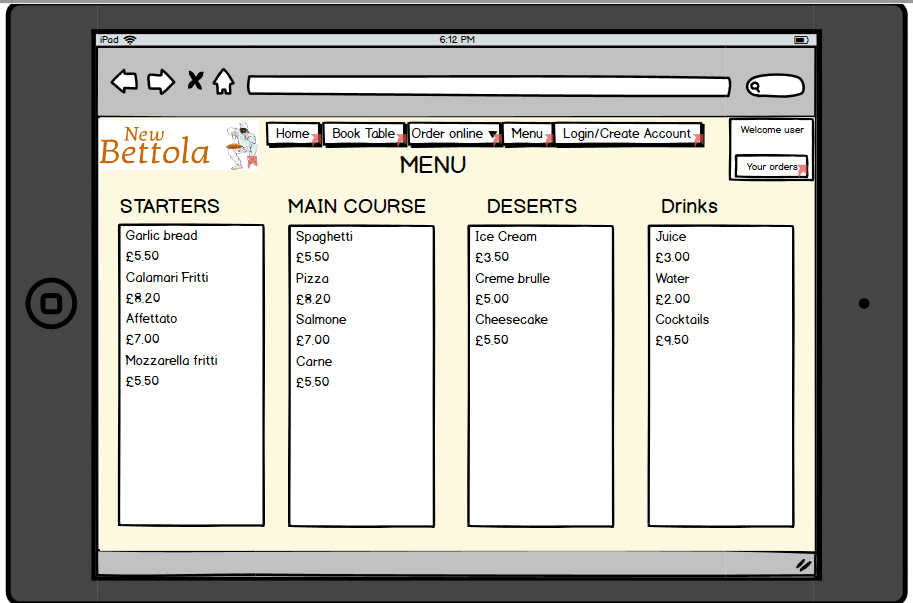 iPad 6:12 PM
New
Bettola
Home Book Table Order online ▼ Menu Login/Create Account
Welcome user
Your orders
MENU
STARTERS
Garlic bread
£5.50
Calamari Fritti
£8.20
Affettato
£7.00
Mozzarella fritti
£5.50
MAIN COURSE
Spaghetti
£5.50
Pizza
£8.20
Salmone
£7.00
Carne
£5.50
DESERTS
Ice Cream
£3.50
Creme brulle
£5.00
Cheesecake
£5.50
Drinks
Juice
£3.00
Water
£2.00
Cocktails
£9.50